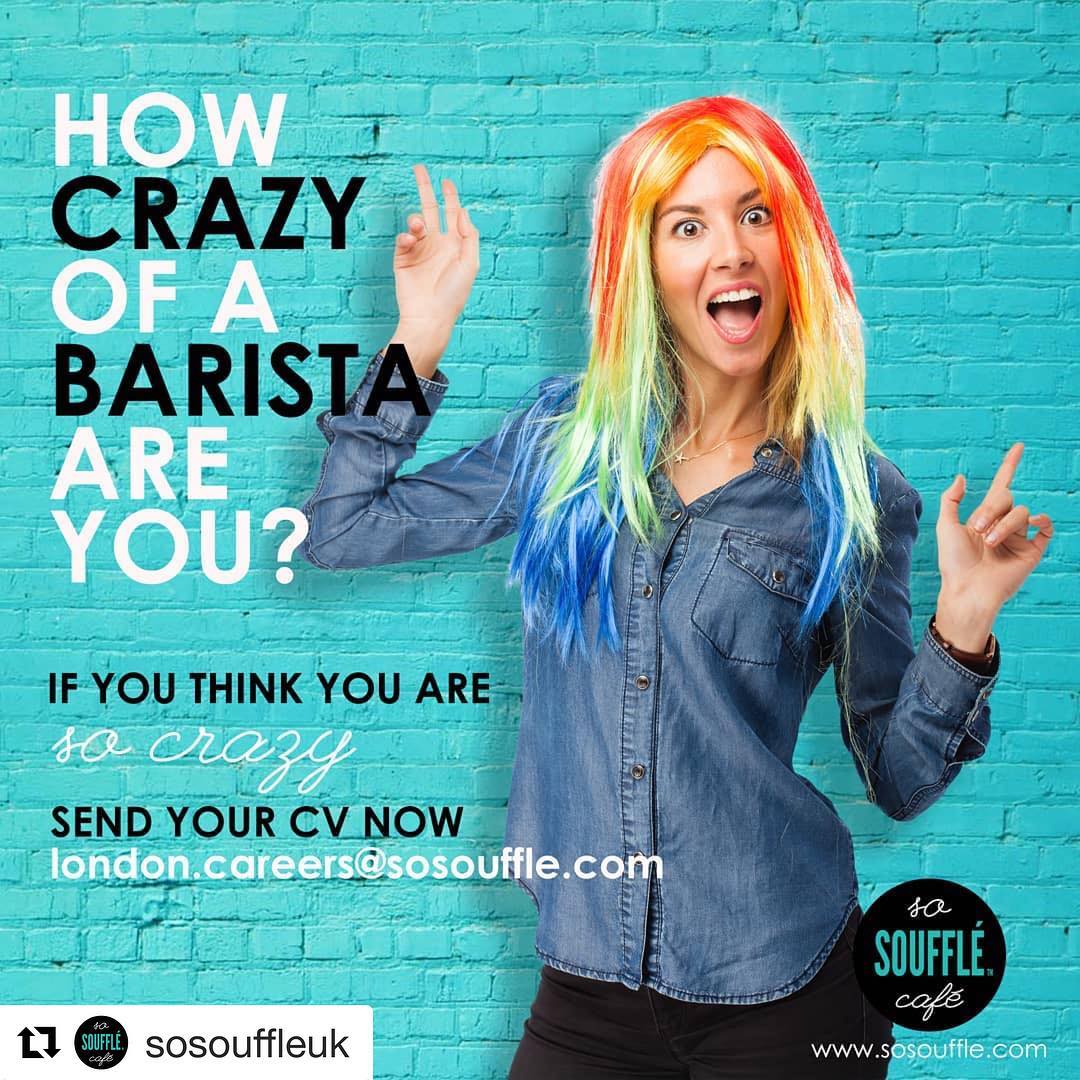 HOW
CRAZY
OF A
BARISTA
ARE
YOU?
IF YOU THINK YOU ARE
so crazy
SEND YOUR CV NOW
london.careers@sosouffle.com
so
SOUFFLÉ™
café
www.sosouffle.com
so
SOUFFLÉ
café
sosouffleuk